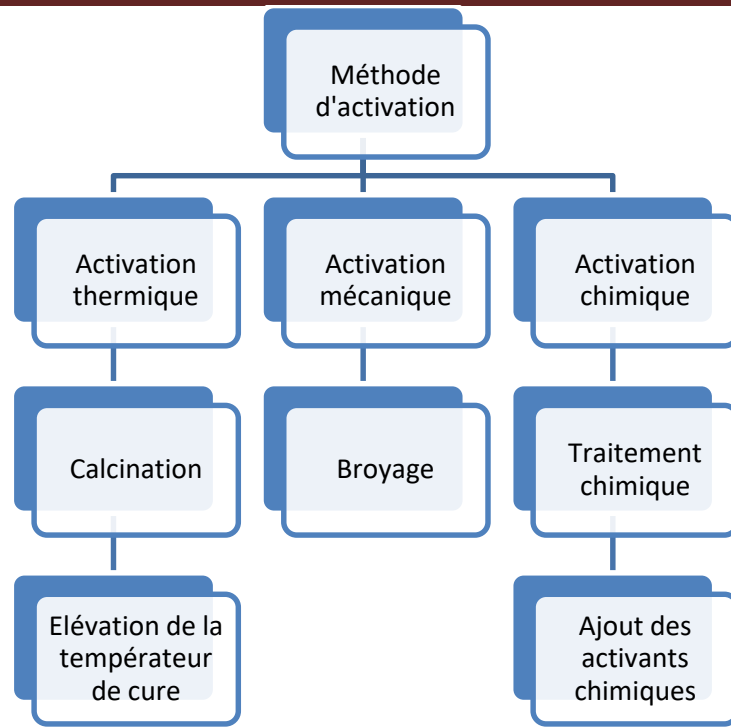 Méthode
d'activation
Activation
thermique
Activation
mécanique
Activation
chimique
Calcination
Broyage
Traitement
chimique
Elévation de la
températeur
de cure
Ajout des
activants
chimiques